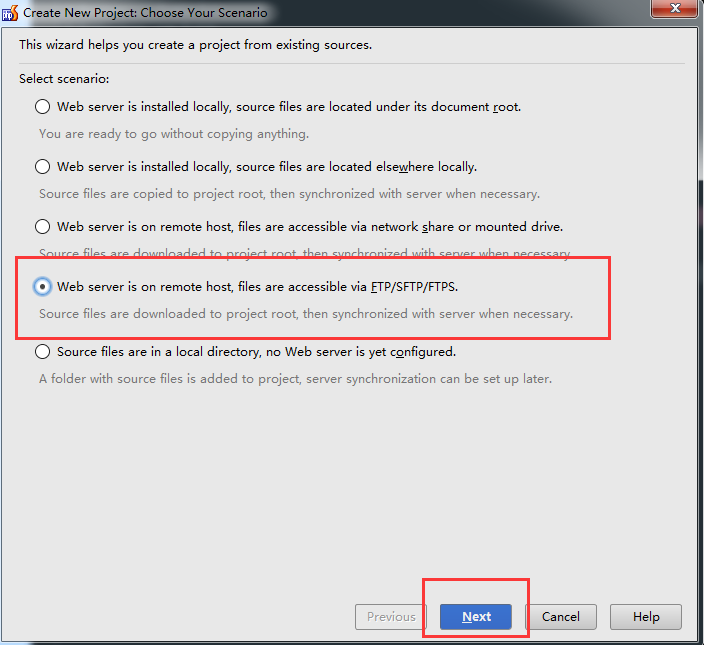 Create New Project: Choose Your Scenario
This wizard helps you create a project from existing sources.
Select scenario:
Web server is installed locally, source files are located under its document root.
You are ready to go without copying anything.
Web server is installed locally, source files are located elsewhere locally.
Source files are copied to project root, then synchronized with server when necessary.
Web server is on remote host, files are accessible via network share or mounted drive.
Source files are downloaded to project root, then synchronized with server when necessary.
Web server is on remote host, files are accessible via FTP/SFTP/FTPS.
Source files are downloaded to project root, then synchronized with server when necessary.
Source files are in a local directory, no Web server is yet configured.
A folder with source files is added to project, server synchronization can be set up later.
Previous Next Cancel Help